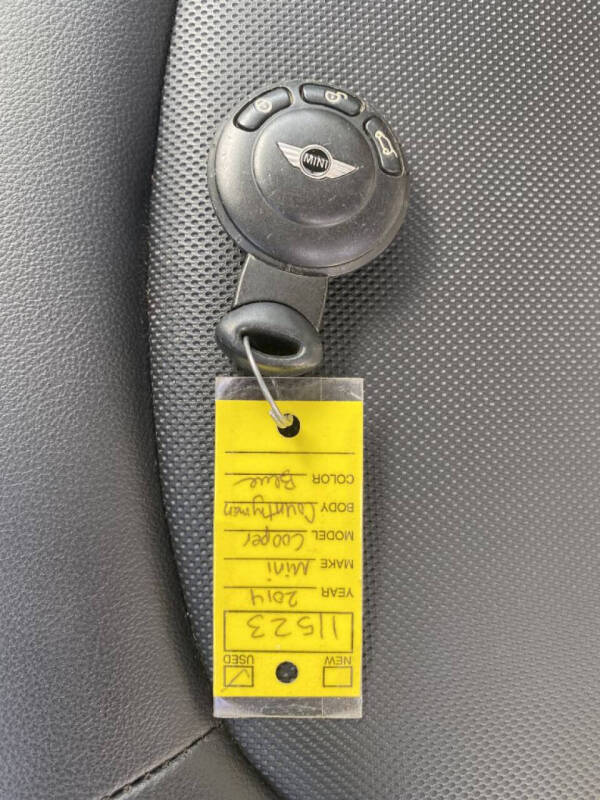 MINI
NEW USED
11523
YEAR 2014
MAKE Mini
MODEL Cooper
BODY Countryman
COLOR Blue